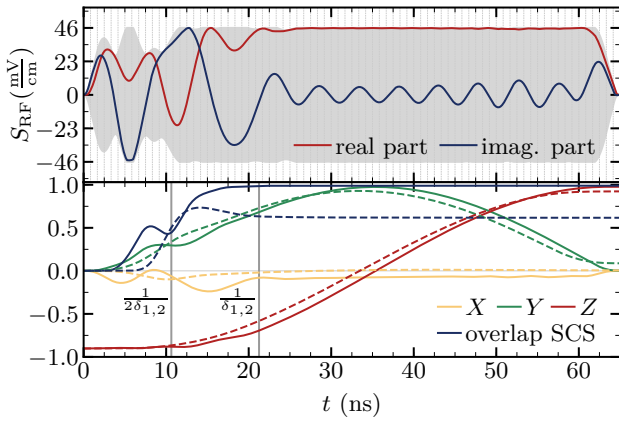 S_RF(mV/cm)
46
23
0
−23
−46
real part
imag. part
1.0
0.5
0.0
−0.5
−1.0
1/2δ_1,2
1/δ_1,2
X
Y
Z
overlap SCS
0
10
20
30
40
50
60
t (ns)